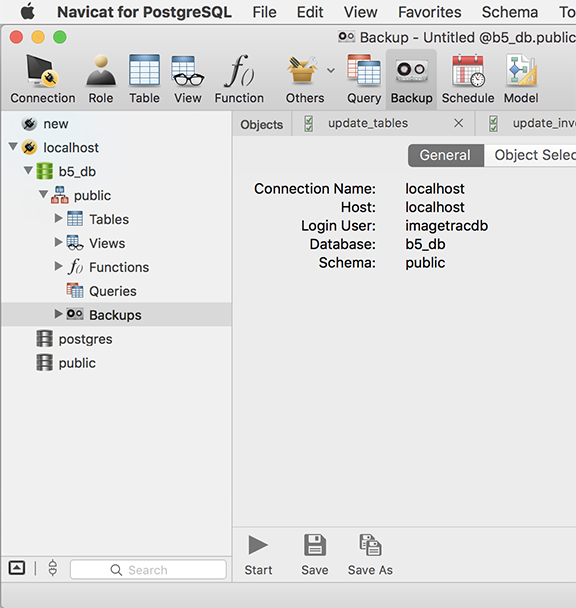 Navicat for PostgreSQL File Edit View Favorites Schema To
Backup - Untitled @b5_db.public
Connection Role Table View Function Others Query Backup Schedule Model
new
localhost
b5_db
public
Tables
Views
Functions
Queries
Backups
postgres
public
Search
Objects update_tables update_inv
General Object Selec
Connection Name: localhost
Host: localhost
Login User: imagetracdb
Database: b5_db
Schema: public
Start Save Save As